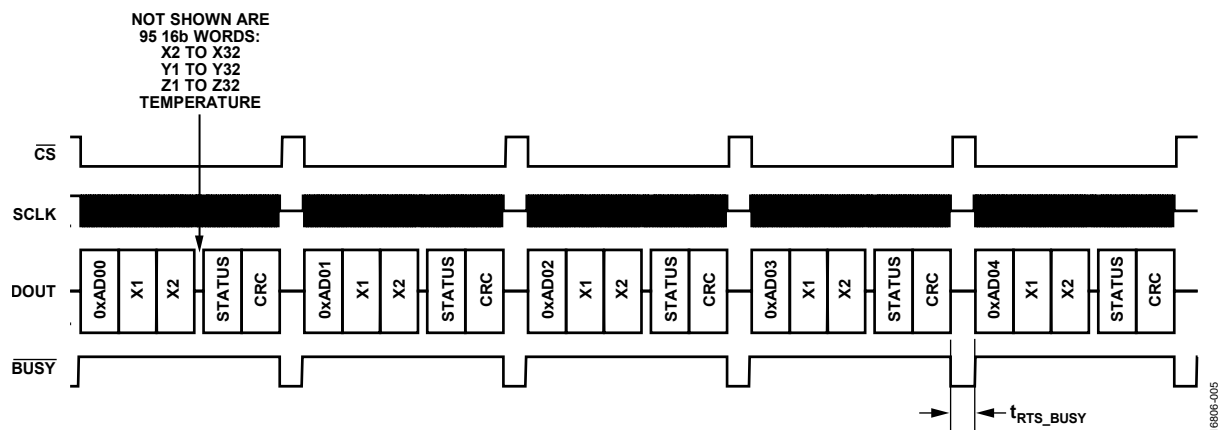 NOT SHOWN ARE
95 16b WORDS:
X2 TO X32
Y1 TO Y32
Z1 TO Z32
TEMPERATURE
CS
SCLK
DOUT
0xAD00 X1 X2 STATUS CRC 0xAD01 X1 X2 STATUS CRC 0xAD02 X1 X2 STATUS CRC 0xAD03 X1 X2 STATUS CRC 0xAD04 X1 X2 STATUS CRC
BUSY
tRTS_BUSY
6806-005